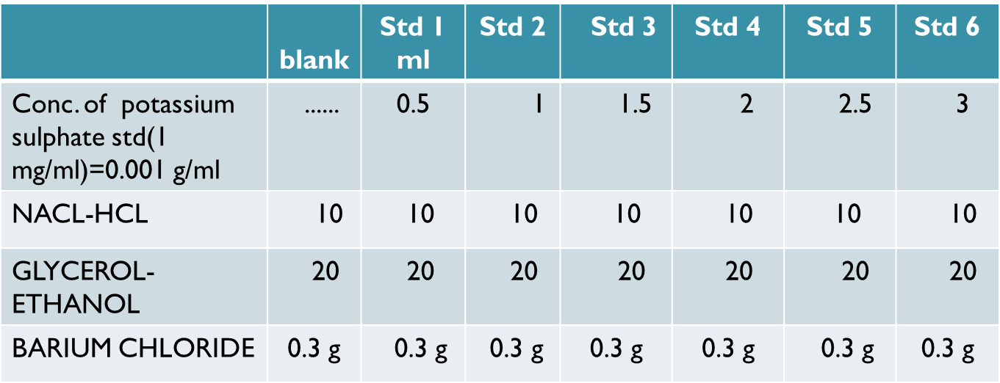 blank Std 1 ml Std 2 Std 3 Std 4 Std 5 Std 6
Conc. of potassium sulphate std(1 mg/ml)=0.001 g/ml ...... 0.5 1 1.5 2 2.5 3
NACL-HCL 10 10 10 10 10 10 10
GLYCEROL-ETHANOL 20 20 20 20 20 20 20
BARIUM CHLORIDE 0.3 g 0.3 g 0.3 g 0.3 g 0.3 g 0.3 g 0.3 g